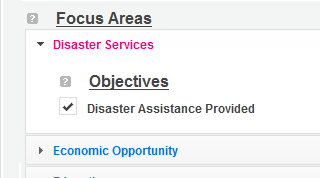 Focus Areas
Disaster Services
Objectives
Disaster Assistance Provided
Economic Opportunity